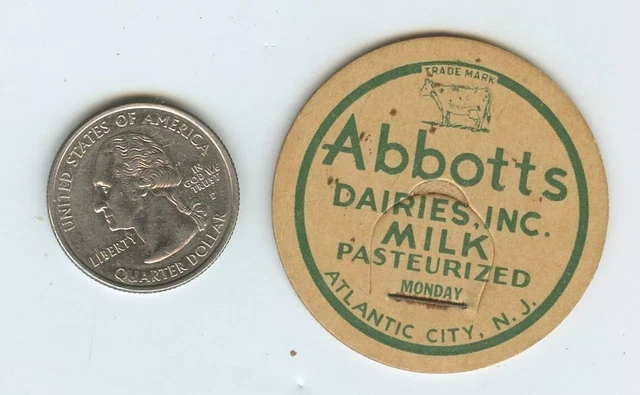 UNITED STATES OF AMERICA
IN
GOD WE
TRUST
P
LIBERTY
QUARTER DOLLAR
TRADE MARK
Abbotts
DAIRIES, INC.
MILK
PASTEURIZED
MONDAY
ATLANTIC CITY, N. J.